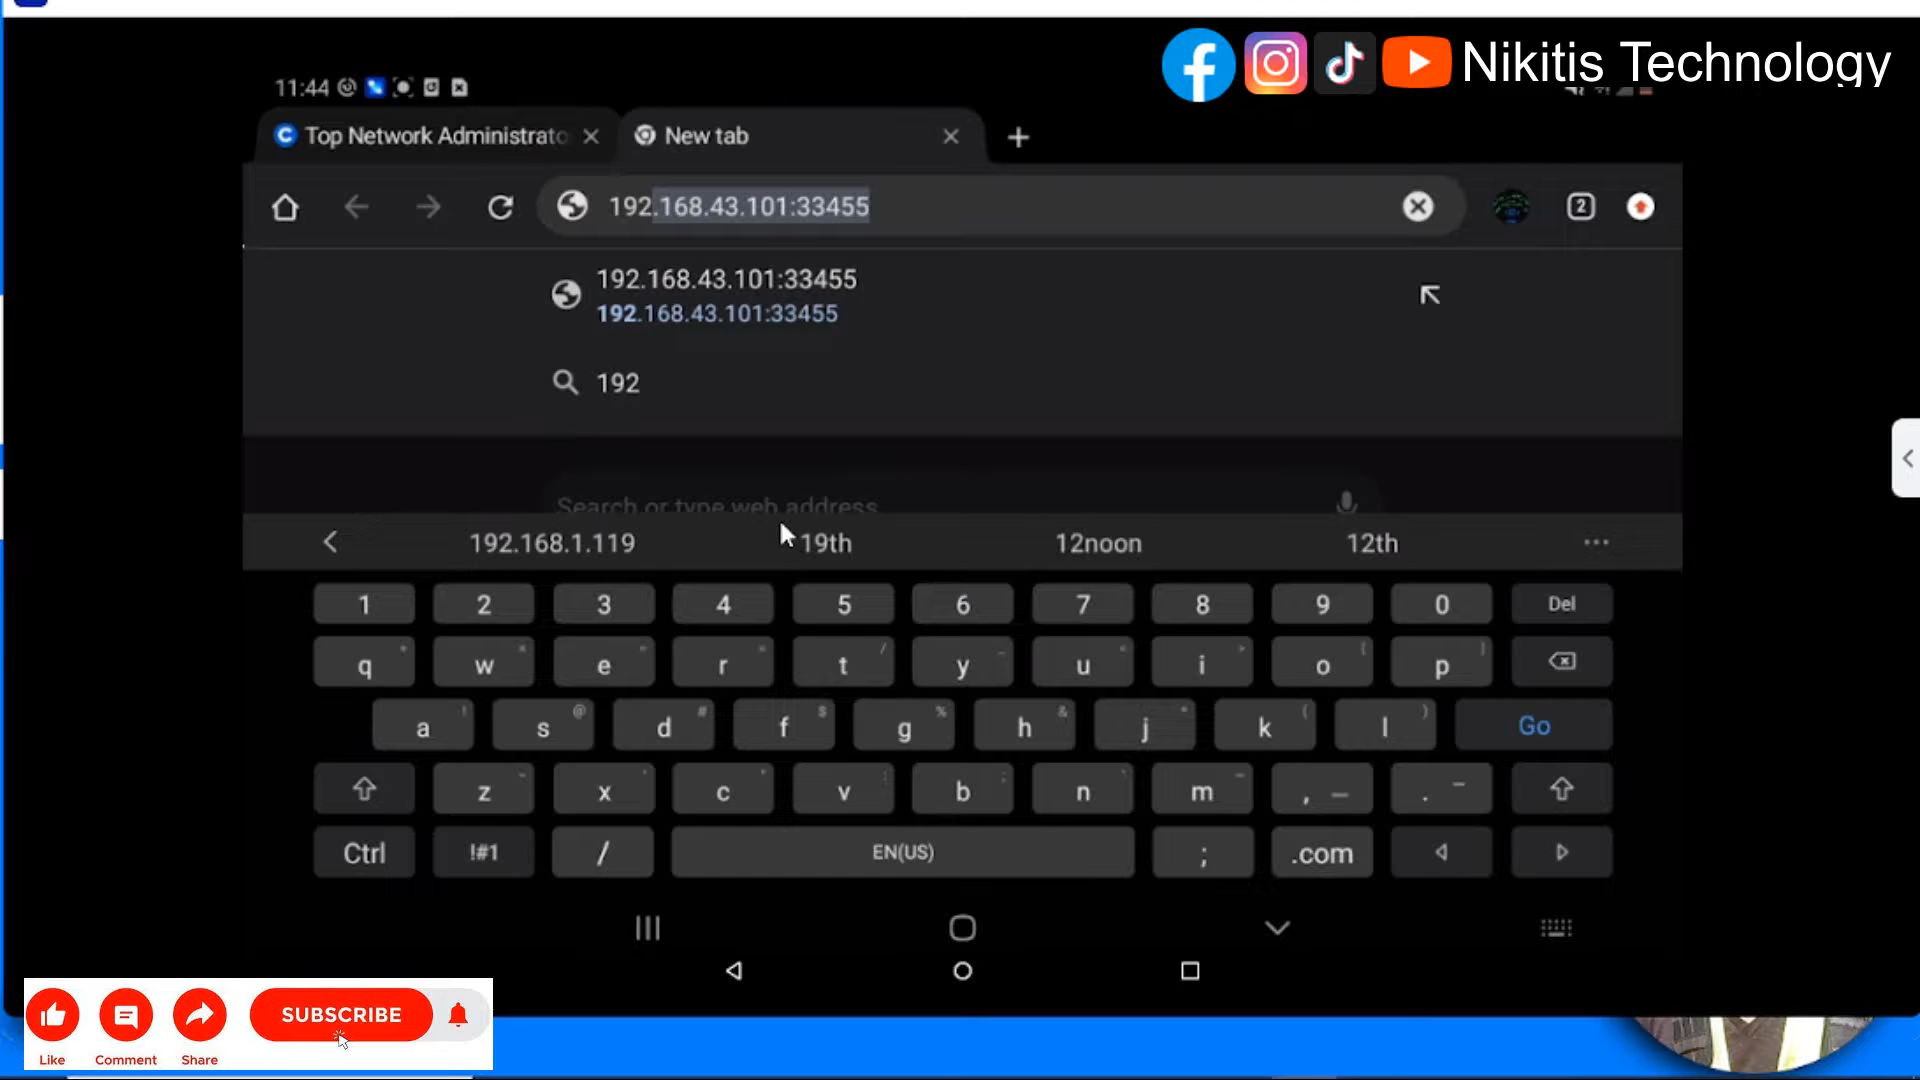 Nikitis Technology
11:44
Top Network Administrato
New tab
192.168.43.101:33455
2
192.168.43.101:33455
192.168.43.101:33455
192
Search or type web address
192.168.1.119 19th 12noon 12th
1 2 3 4 5 6 7 8 9 0 Del
q w e r t y u i o p
a s d f g h j k l Go
z x c v b n m , .
Ctrl !#1 / EN(US) ; .com
SUBSCRIBE
Like Comment Share